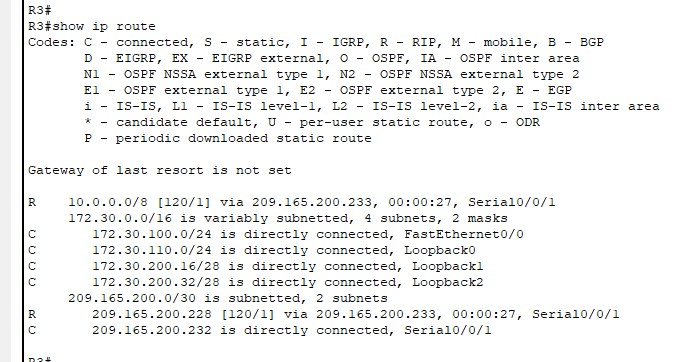 R3#
R3#show ip route
Codes: C - connected, S - static, I - IGRP, R - RIP, M - mobile, B - BGP
D - EIGRP, EX - EIGRP external, O - OSPF, IA - OSPF inter area
N1 - OSPF NSSA external type 1, N2 - OSPF NSSA external type 2
E1 - OSPF external type 1, E2 - OSPF external type 2, E - EGP
i - IS-IS, L1 - IS-IS level-1, L2 - IS-IS level-2, ia - IS-IS inter area
* - candidate default, U - per-user static route, o - ODR
P - periodic downloaded static route
Gateway of last resort is not set
R 10.0.0.0/8 [120/1] via 209.165.200.233, 00:00:27, Serial0/0/1
172.30.0.0/16 is variably subnetted, 4 subnets, 2 masks
C 172.30.100.0/24 is directly connected, FastEthernet0/0
C 172.30.110.0/24 is directly connected, Loopback0
C 172.30.200.16/28 is directly connected, Loopback1
C 172.30.200.32/28 is directly connected, Loopback2
209.165.200.0/30 is subnetted, 2 subnets
R 209.165.200.228 [120/1] via 209.165.200.233, 00:00:27, Serial0/0/1
C 209.165.200.232 is directly connected, Serial0/0/1
R3#